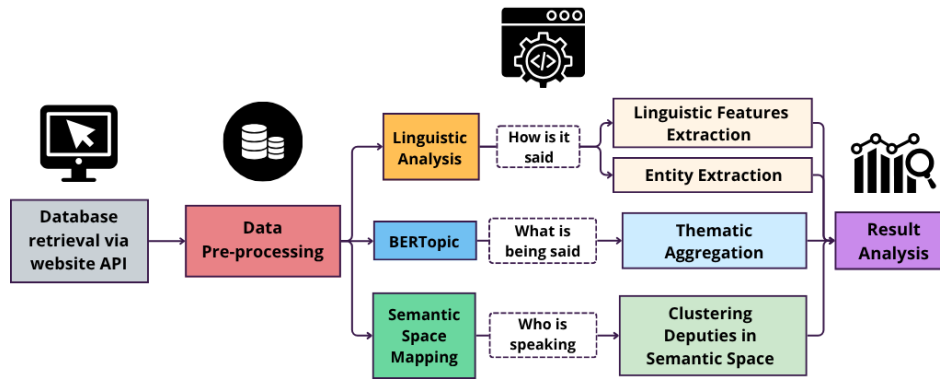 Database
retrieval via
website API
Data
Pre-processing
Linguistic
Analysis
How is it
said
Linguistic Features
Extraction
Entity Extraction
BERTopic
What is
being said
Thematic
Aggregation
Semantic
Space
Mapping
Who is
speaking
Clustering
Deputies in
Semantic Space
Result
Analysis